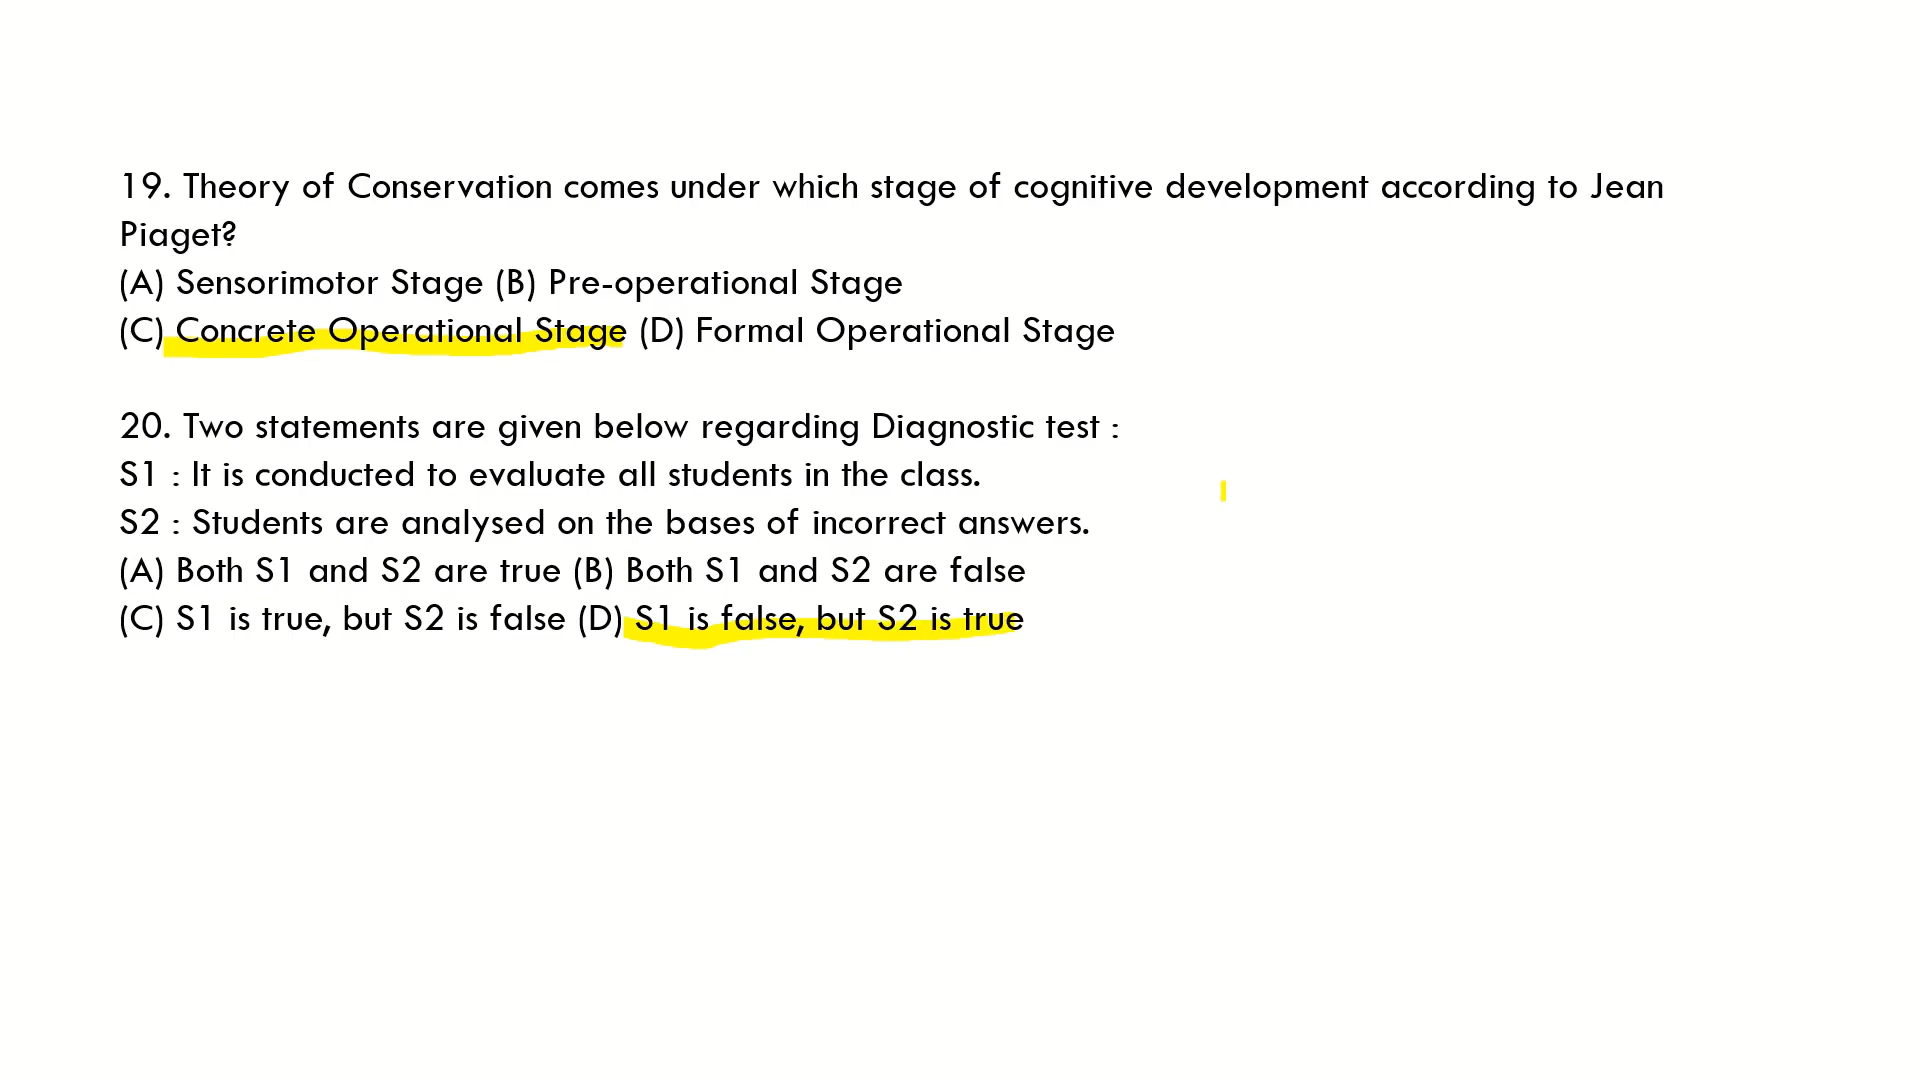 19. Theory of Conservation comes under which stage of cognitive development according to Jean
Piaget?
(A) Sensorimotor Stage (B) Pre-operational Stage
(C) Concrete Operational Stage (D) Formal Operational Stage
20. Two statements are given below regarding Diagnostic test :
S1 : It is conducted to evaluate all students in the class.
S2 : Students are analysed on the bases of incorrect answers.
(A) Both S1 and S2 are true (B) Both S1 and S2 are false
(C) S1 is true, but S2 is false (D) S1 is false, but S2 is true